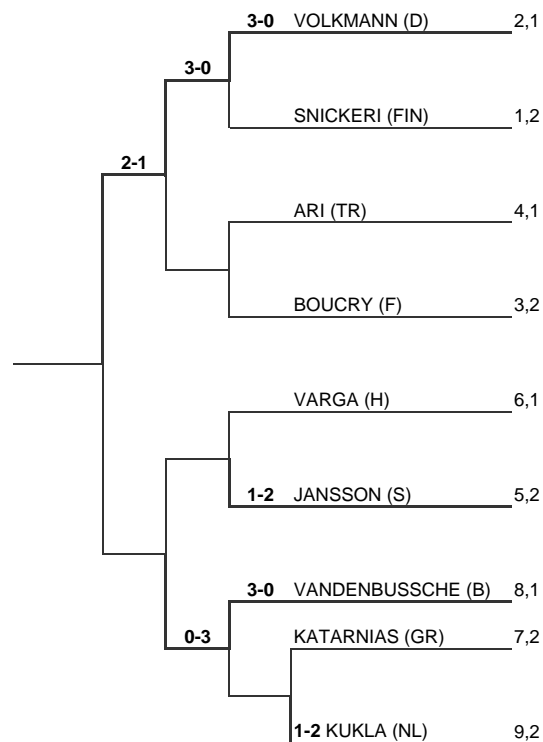 3-0 VOLKMANN (D) 2,1
3-0
SNICKERI (FIN) 1,2
2-1
ARI (TR) 4,1
BOUCRY (F) 3,2
VARGA (H) 6,1
1-2 JANSSON (S) 5,2
3-0 VANDENBUSSCHE (B) 8,1
0-3 KATARNIAS (GR) 7,2
1-2 KUKLA (NL) 9,2